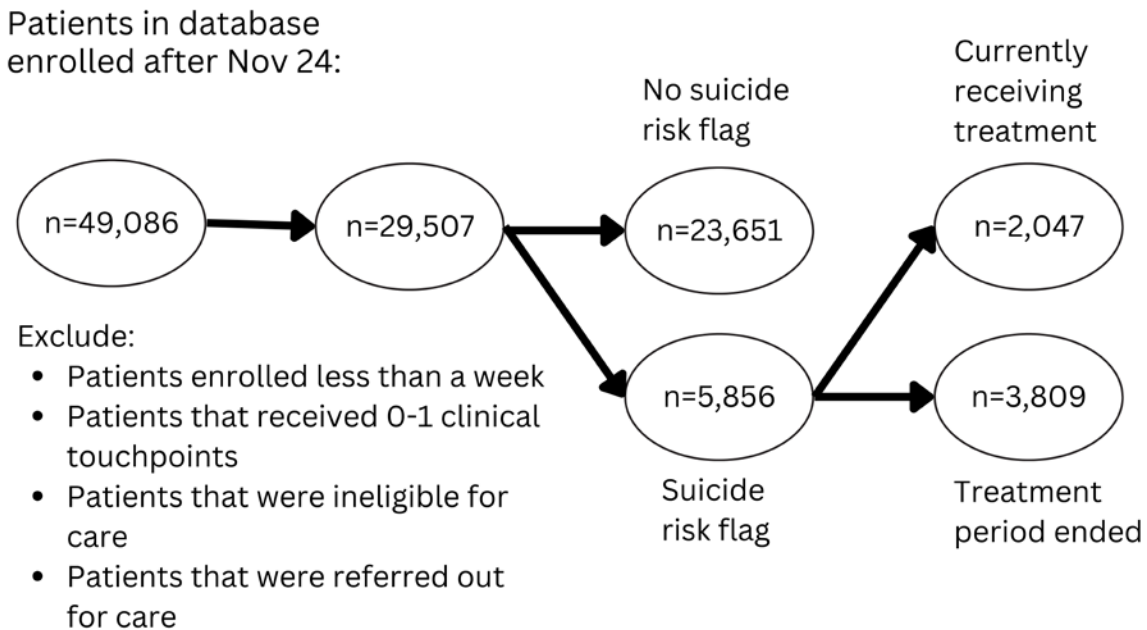 Patients in database
enrolled after Nov 24:
No suicide
risk flag
Currently
receiving
treatment
n=49,086
n=29,507
n=23,651
n=2,047
Exclude:
• Patients enrolled less than a week
• Patients that received 0-1 clinical
touchpoints
• Patients that were ineligible for
care
• Patients that were referred out
for care
n=5,856
n=3,809
Suicide
risk flag
Treatment
period ended